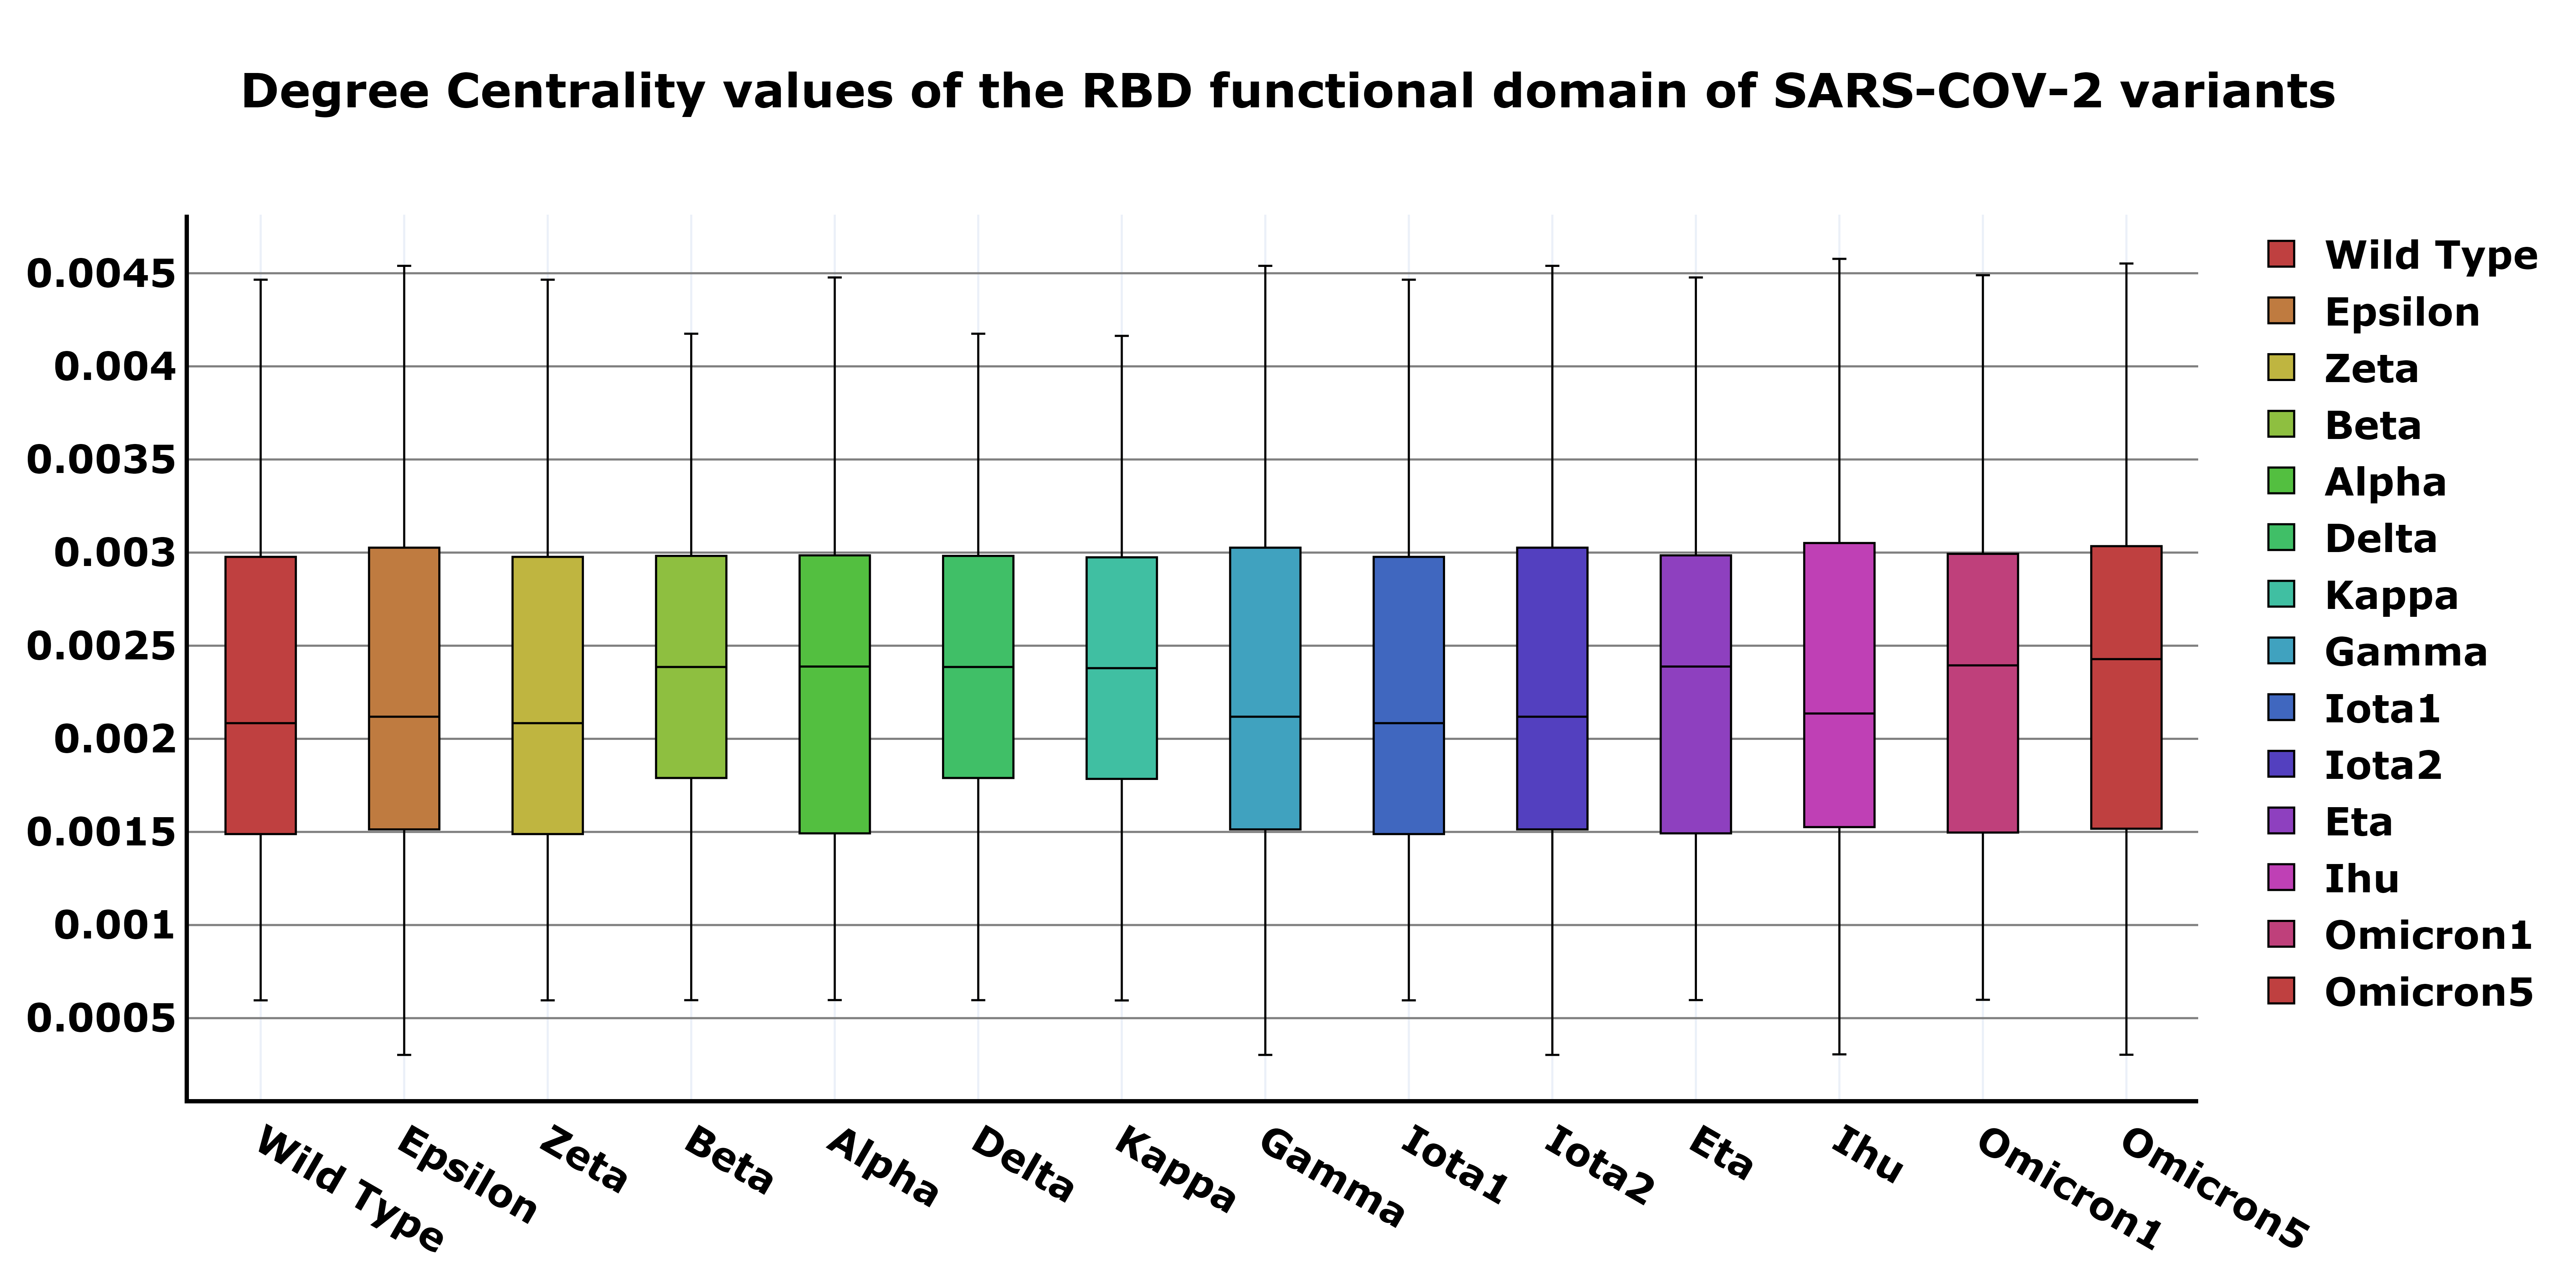 Degree Centrality values of the RBD functional domain of SARS-COV-2 variants
0.0045
0.004
0.0035
0.003
0.0025
0.002
0.0015
0.001
0.0005
Wild Type
Epsilon
Zeta
Beta
Alpha
Delta
Kappa
Gamma
Iota1
Iota2
Eta
Ihu
Omicron1
Omicron5
Wild Type
Epsilon
Zeta
Beta
Alpha
Delta
Kappa
Gamma
Iota1
Iota2
Eta
Ihu
Omicron1
Omicron5